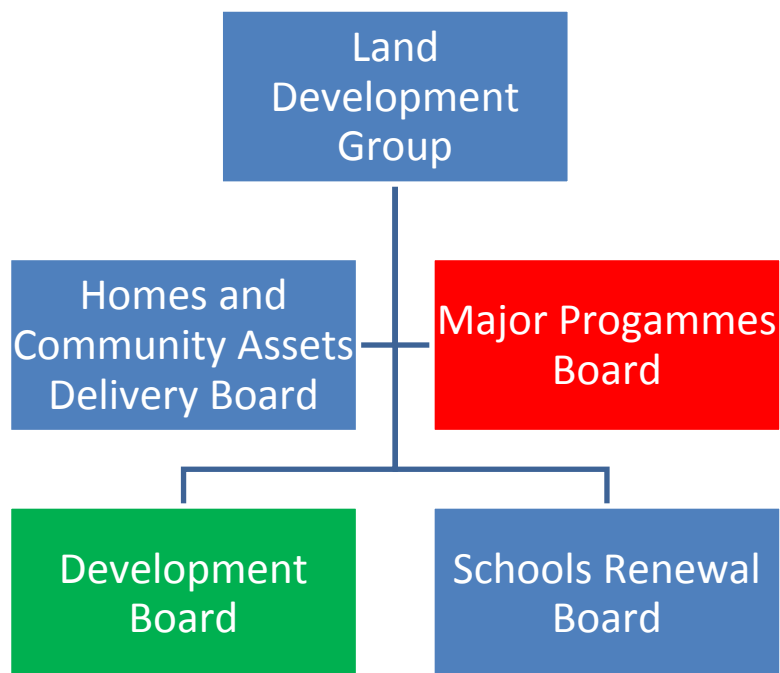 Land
Development
Group
Homes and
Community Assets
Delivery Board
Major Progammes
Board
Development
Board
Schools Renewal
Board